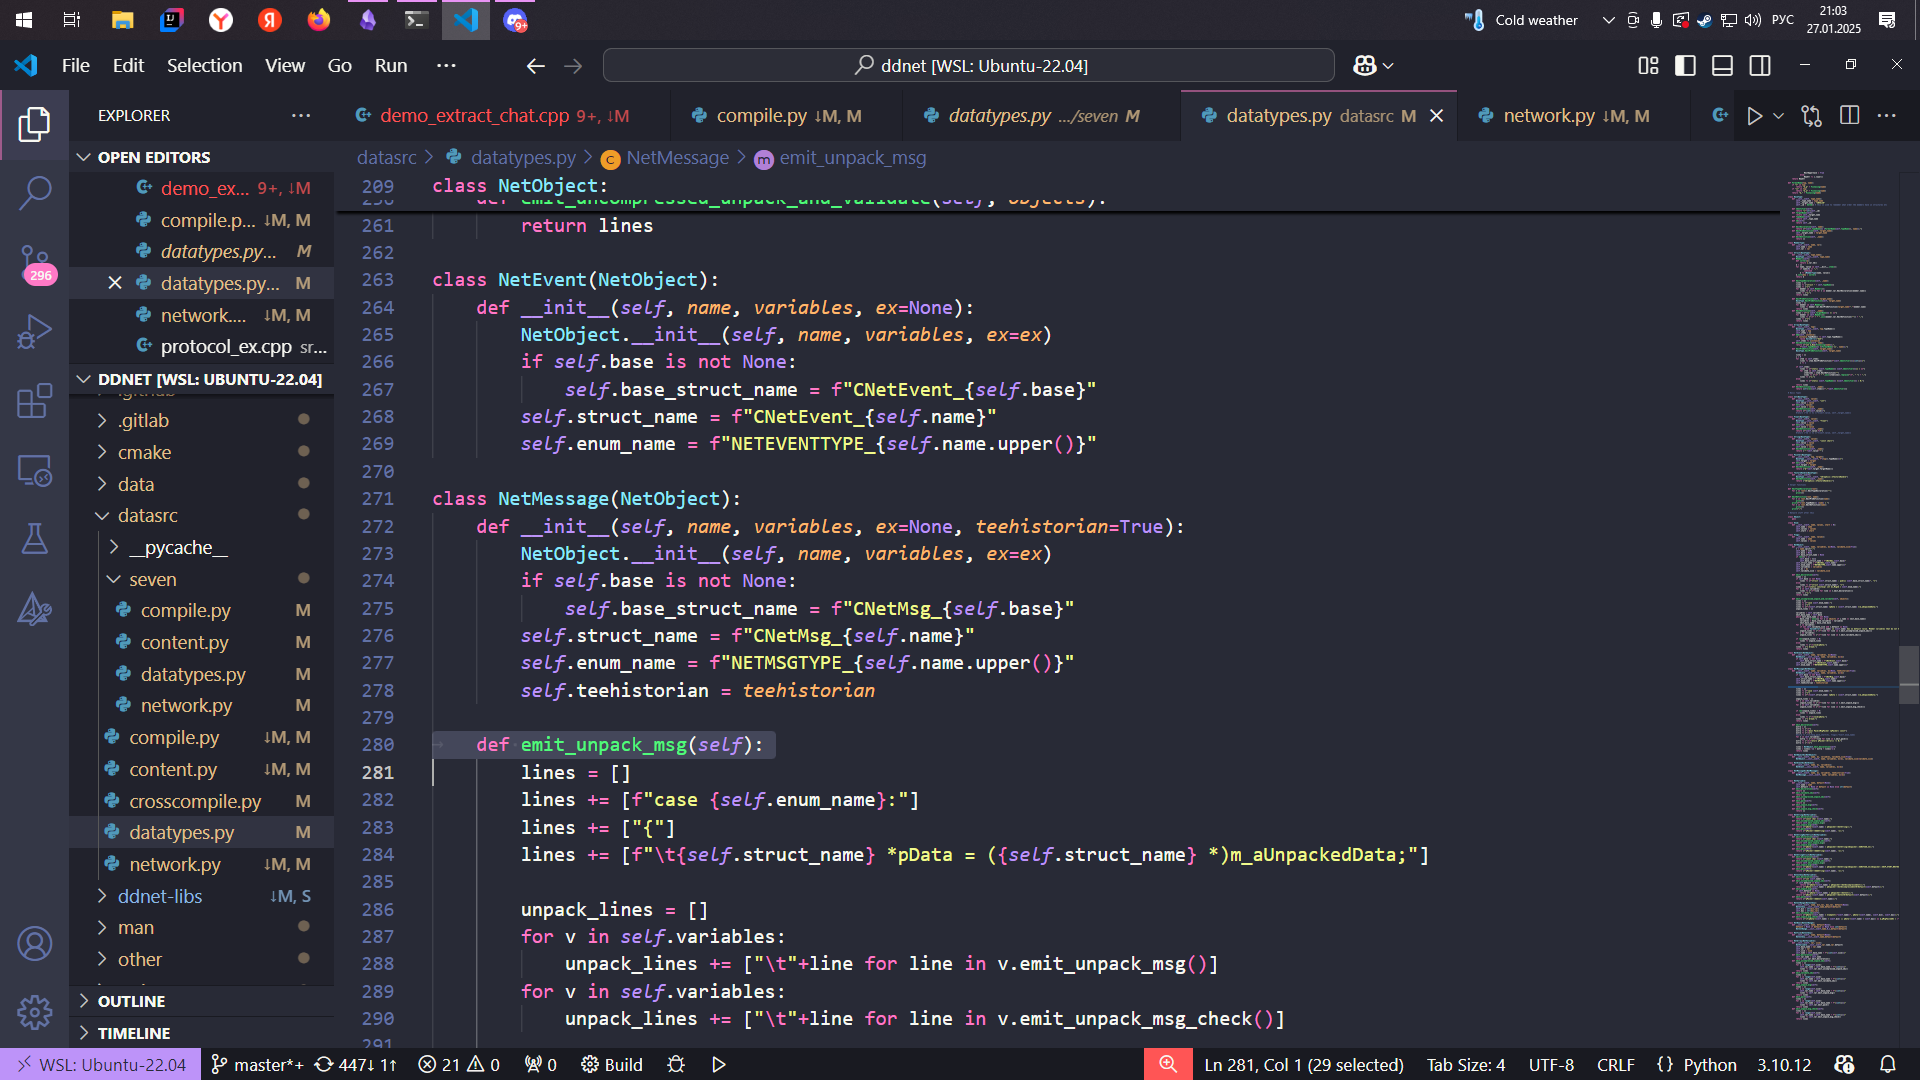 Cold weather
РУС
21:03
27.01.2025
File Edit Selection View Go Run ···
ddnet [WSL: Ubuntu-22.04]
EXPLORER
demo_extract_chat.cpp 9+, ↓M
compile.py ↓M, M
datatypes.py .../seven M
datatypes.py datasrc M
network.py ↓M, M
OPEN EDITORS
demo_ex... 9+, ↓M
compile.p... ↓M, M
datatypes.py... M
datatypes.py... M
network.... ↓M, M
protocol_ex.cpp sr...
DDNET [WSL: UBUNTU-22.04]
.github
.gitlab
cmake
data
datasrc
__pycache__
seven
compile.py M
content.py M
datatypes.py M
network.py M
compile.py ↓M, M
content.py ↓M, M
crosscompile.py M
datatypes.py M
network.py ↓M, M
ddnet-libs ↓M, S
man
other
OUTLINE
TIMELINE
296
datasrc > datatypes.py > NetMessage > emit_unpack_msg
209 class NetObject:
def emit_uncompressed_unpack_and_validate(self, objects):
261 return lines
262
263 class NetEvent(NetObject):
264 def __init__(self, name, variables, ex=None):
265 NetObject.__init__(self, name, variables, ex=ex)
266 if self.base is not None:
267 self.base_struct_name = f"CNetEvent_{self.base}"
268 self.struct_name = f"CNetEvent_{self.name}"
269 self.enum_name = f"NETEVENTTYPE_{self.name.upper()}"
270
271 class NetMessage(NetObject):
272 def __init__(self, name, variables, ex=None, teehistorian=True):
273 NetObject.__init__(self, name, variables, ex=ex)
274 if self.base is not None:
275 self.base_struct_name = f"CNetMsg_{self.base}"
276 self.struct_name = f"CNetMsg_{self.name}"
277 self.enum_name = f"NETMSGTYPE_{self.name.upper()}"
278 self.teehistorian = teehistorian
279
280 def emit_unpack_msg(self):
281 lines = []
282 lines += [f"case {self.enum_name}:"]
283 lines += ["{"]
284 lines += [f"\t{self.struct_name} *pData = ({self.struct_name} *)m_aUnpackedData;"]
285
286 unpack_lines = []
287 for v in self.variables:
288 unpack_lines += ["\t"+line for line in v.emit_unpack_msg()]
289 for v in self.variables:
290 unpack_lines += ["\t"+line for line in v.emit_unpack_msg_check()]
291
WSL: Ubuntu-22.04 master*+ 447↓ 1↑ 21 0 0 Build Ln 281, Col 1 (29 selected) Tab Size: 4 UTF-8 CRLF {} Python 3.10.12